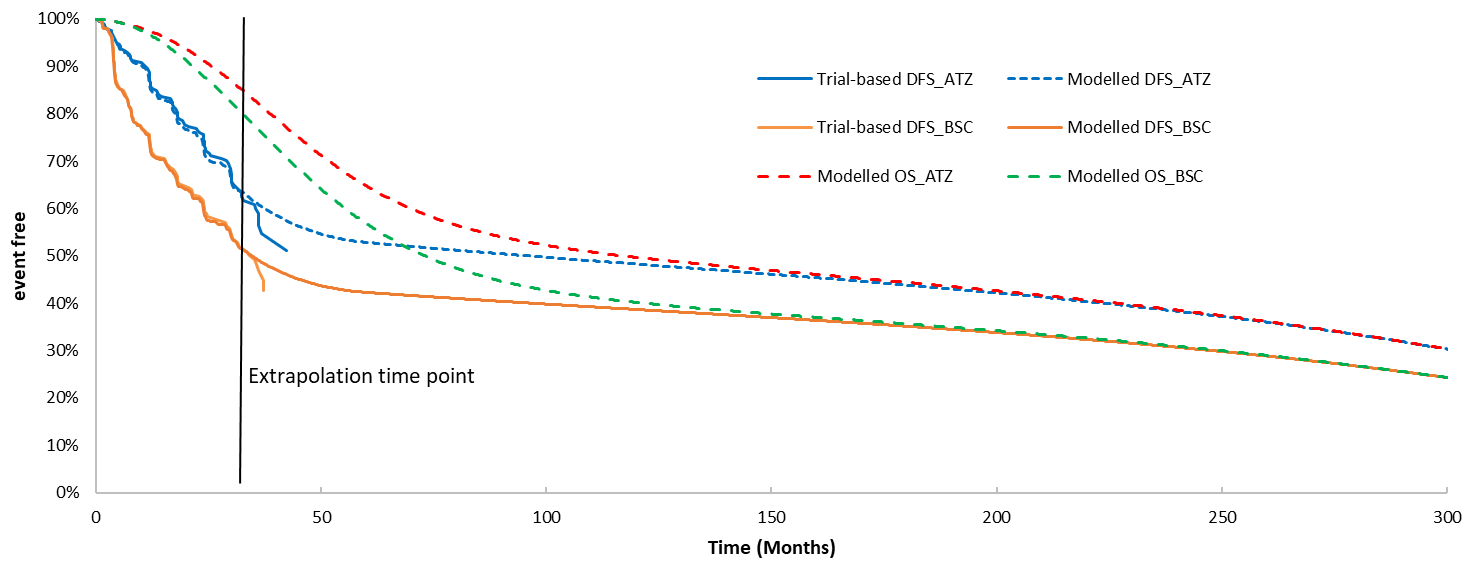 100%
90%
80%
70%
60%
50%
40%
30%
20%
10%
0%
event free
Trial-based DFS_ATZ
Modelled DFS_ATZ
Trial-based DFS_BSC
Modelled DFS_BSC
Modelled OS_ATZ
Modelled OS_BSC
Extrapolation time point
0
50
100
150
200
250
300
Time (Months)